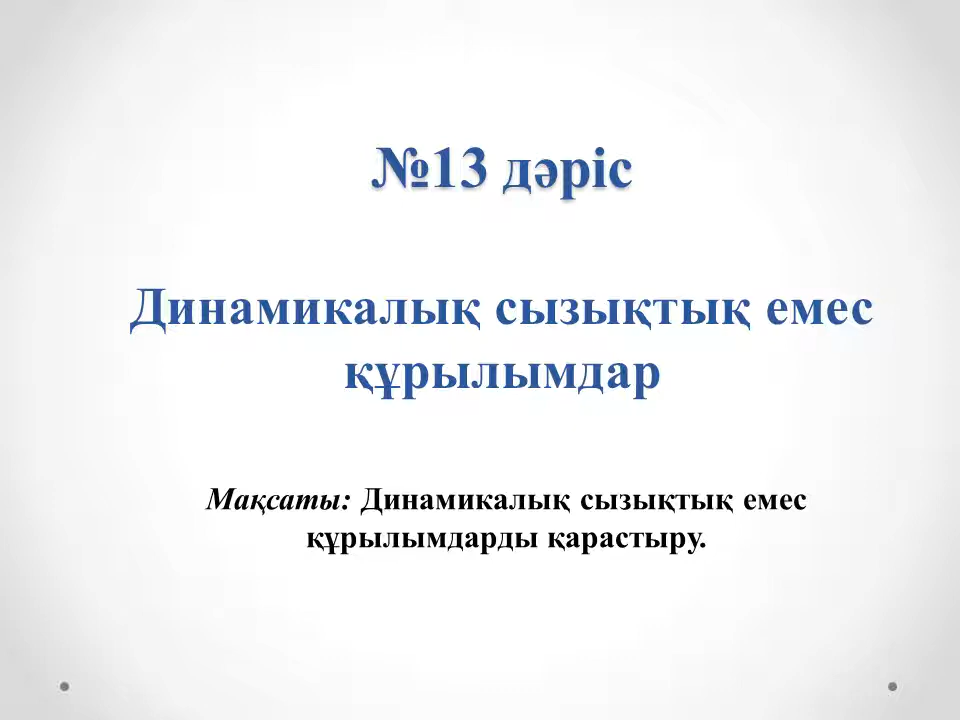 №13 дәріс
Динамикалық сызықтық емес
құрылымдар
Мақсаты: Динамикалық сызықтық емес
құрылымдарды қарастыру.